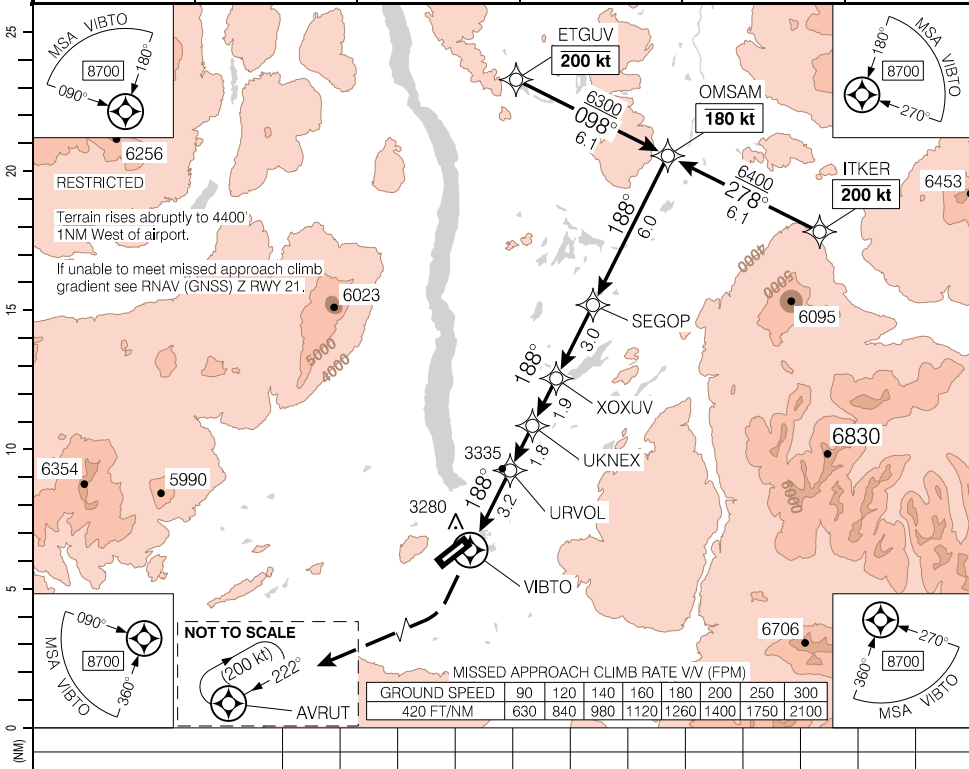 25
20
15
10
5
0
(NM)
MSA VIBTO
8700
180°
090°
MSA VIBTO
8700
180°
270°
6256
RESTRICTED
Terrain rises abruptly to 4400'
1NM West of airport.
If unable to meet missed approach climb
gradient see RNAV (GNSS) Z RWY 21.
ETGUV
200 kt
6300
098°
6.1
OMSAM
180 kt
6400
278°
6.1
ITKER
200 kt
6453
188°
6.0
4000
5000
6095
6023
5000
4000
SEGOP
3.0
188°
XOXUV
1.9
UKNEX
1.8
3335
URVOL
188°
3.2
3280
VIBTO
6354
5990
6830
6000
6706
090°
8700
360°
MSA VIBTO
NOT TO SCALE
(200 kt)
222°
AVRUT
270°
8700
360°
MSA VIBTO
MISSED APPROACH CLIMB RATE V/V (FPM)
GROUND SPEED 90 120 140 160 180 200 250 300
420 FT/NM 630 840 980 1120 1260 1400 1750 2100